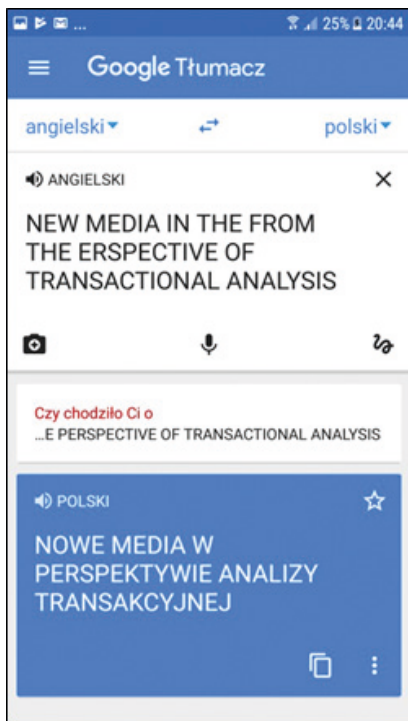 ... 25% 20:44
Google Tłumacz
angielski polski
ANGIELSKI
NEW MEDIA IN THE FROM
THE ERSPECTIVE OF
TRANSACTIONAL ANALYSIS
Czy chodziło Ci o
...E PERSPECTIVE OF TRANSACTIONAL ANALYSIS
POLSKI
NOWE MEDIA W
PERSPEKTYWIE ANALIZY
TRANSAKCYJNEJ